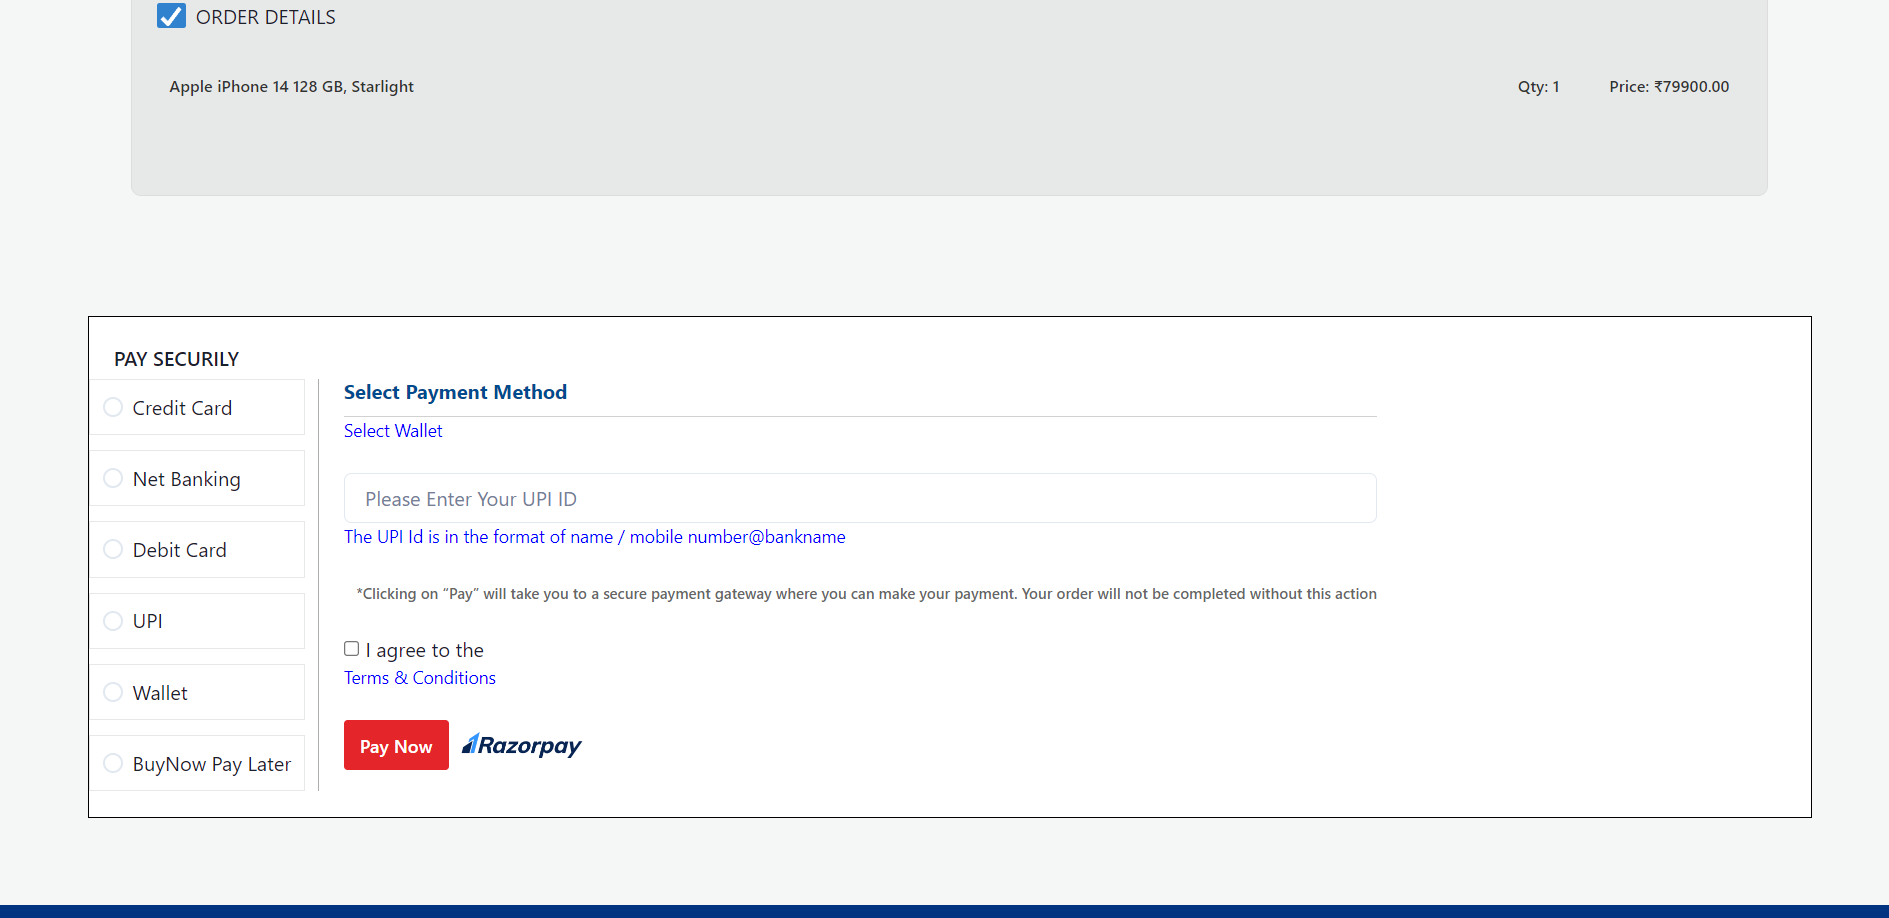 ORDER DETAILS
Apple iPhone 14 128 GB, Starlight Qty: 1 Price: ₹79900.00
PAY SECURILY
Credit Card
Net Banking
Debit Card
UPI
Wallet
BuyNow Pay Later
Select Payment Method
Select Wallet
Please Enter Your UPI ID
The UPI Id is in the format of name / mobile number@bankname
*Clicking on “Pay” will take you to a secure payment gateway where you can make your payment. Your order will not be completed without this action
I agree to the
Terms & Conditions
Pay Now Razorpay